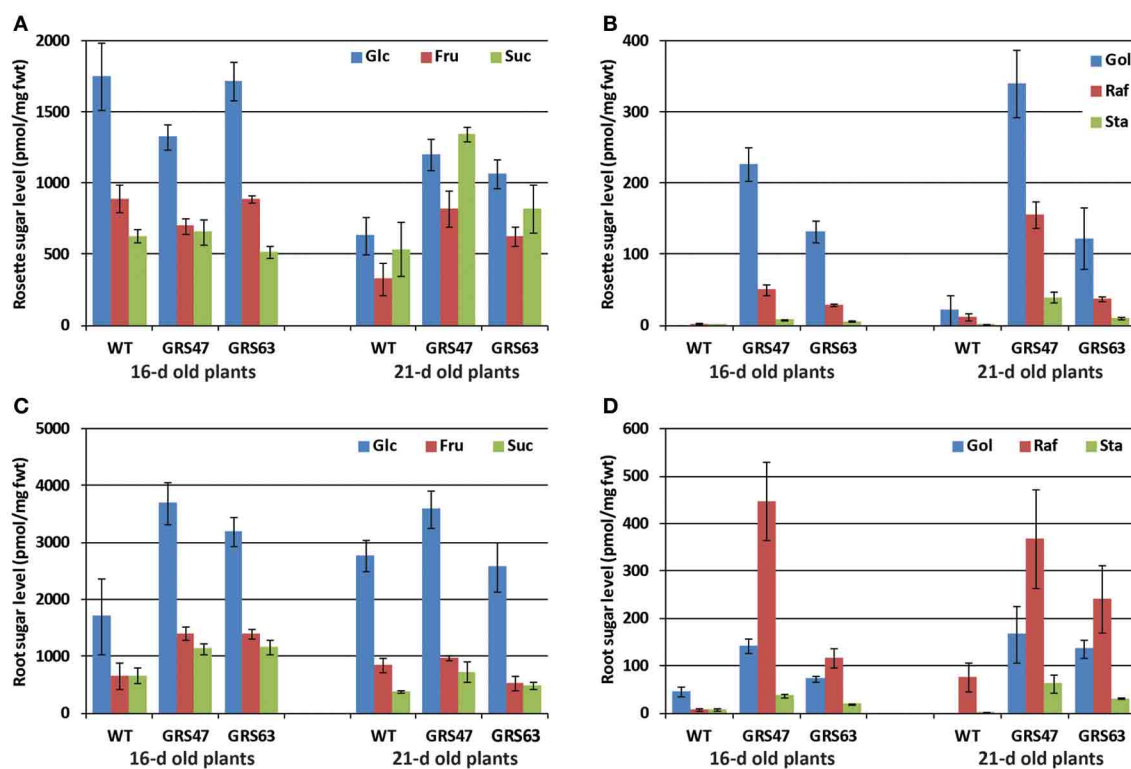 A
Rosette sugar level (pmol/mg fwt)
2000
1500
1000
500
0
Glc Fru Suc
WT GRS47 GRS63 WT GRS47 GRS63
16-d old plants 21-d old plants
B
Rosette sugar level (pmol/mg fwt)
400
300
200
100
0
Gol
Raf
Sta
WT GRS47 GRS63 WT GRS47 GRS63
16-d old plants 21-d old plants
C
Root sugar level (pmol/mg fwt)
5000
4000
3000
2000
1000
0
Glc Fru Suc
WT GRS47 GRS63 WT GRS47 GRS63
16-d old plants 21-d old plants
D
Root sugar level (pmol/mg fwt)
600
500
400
300
200
100
0
Gol Raf Sta
WT GRS47 GRS63 WT GRS47 GRS63
16-d old plants 21-d old plants